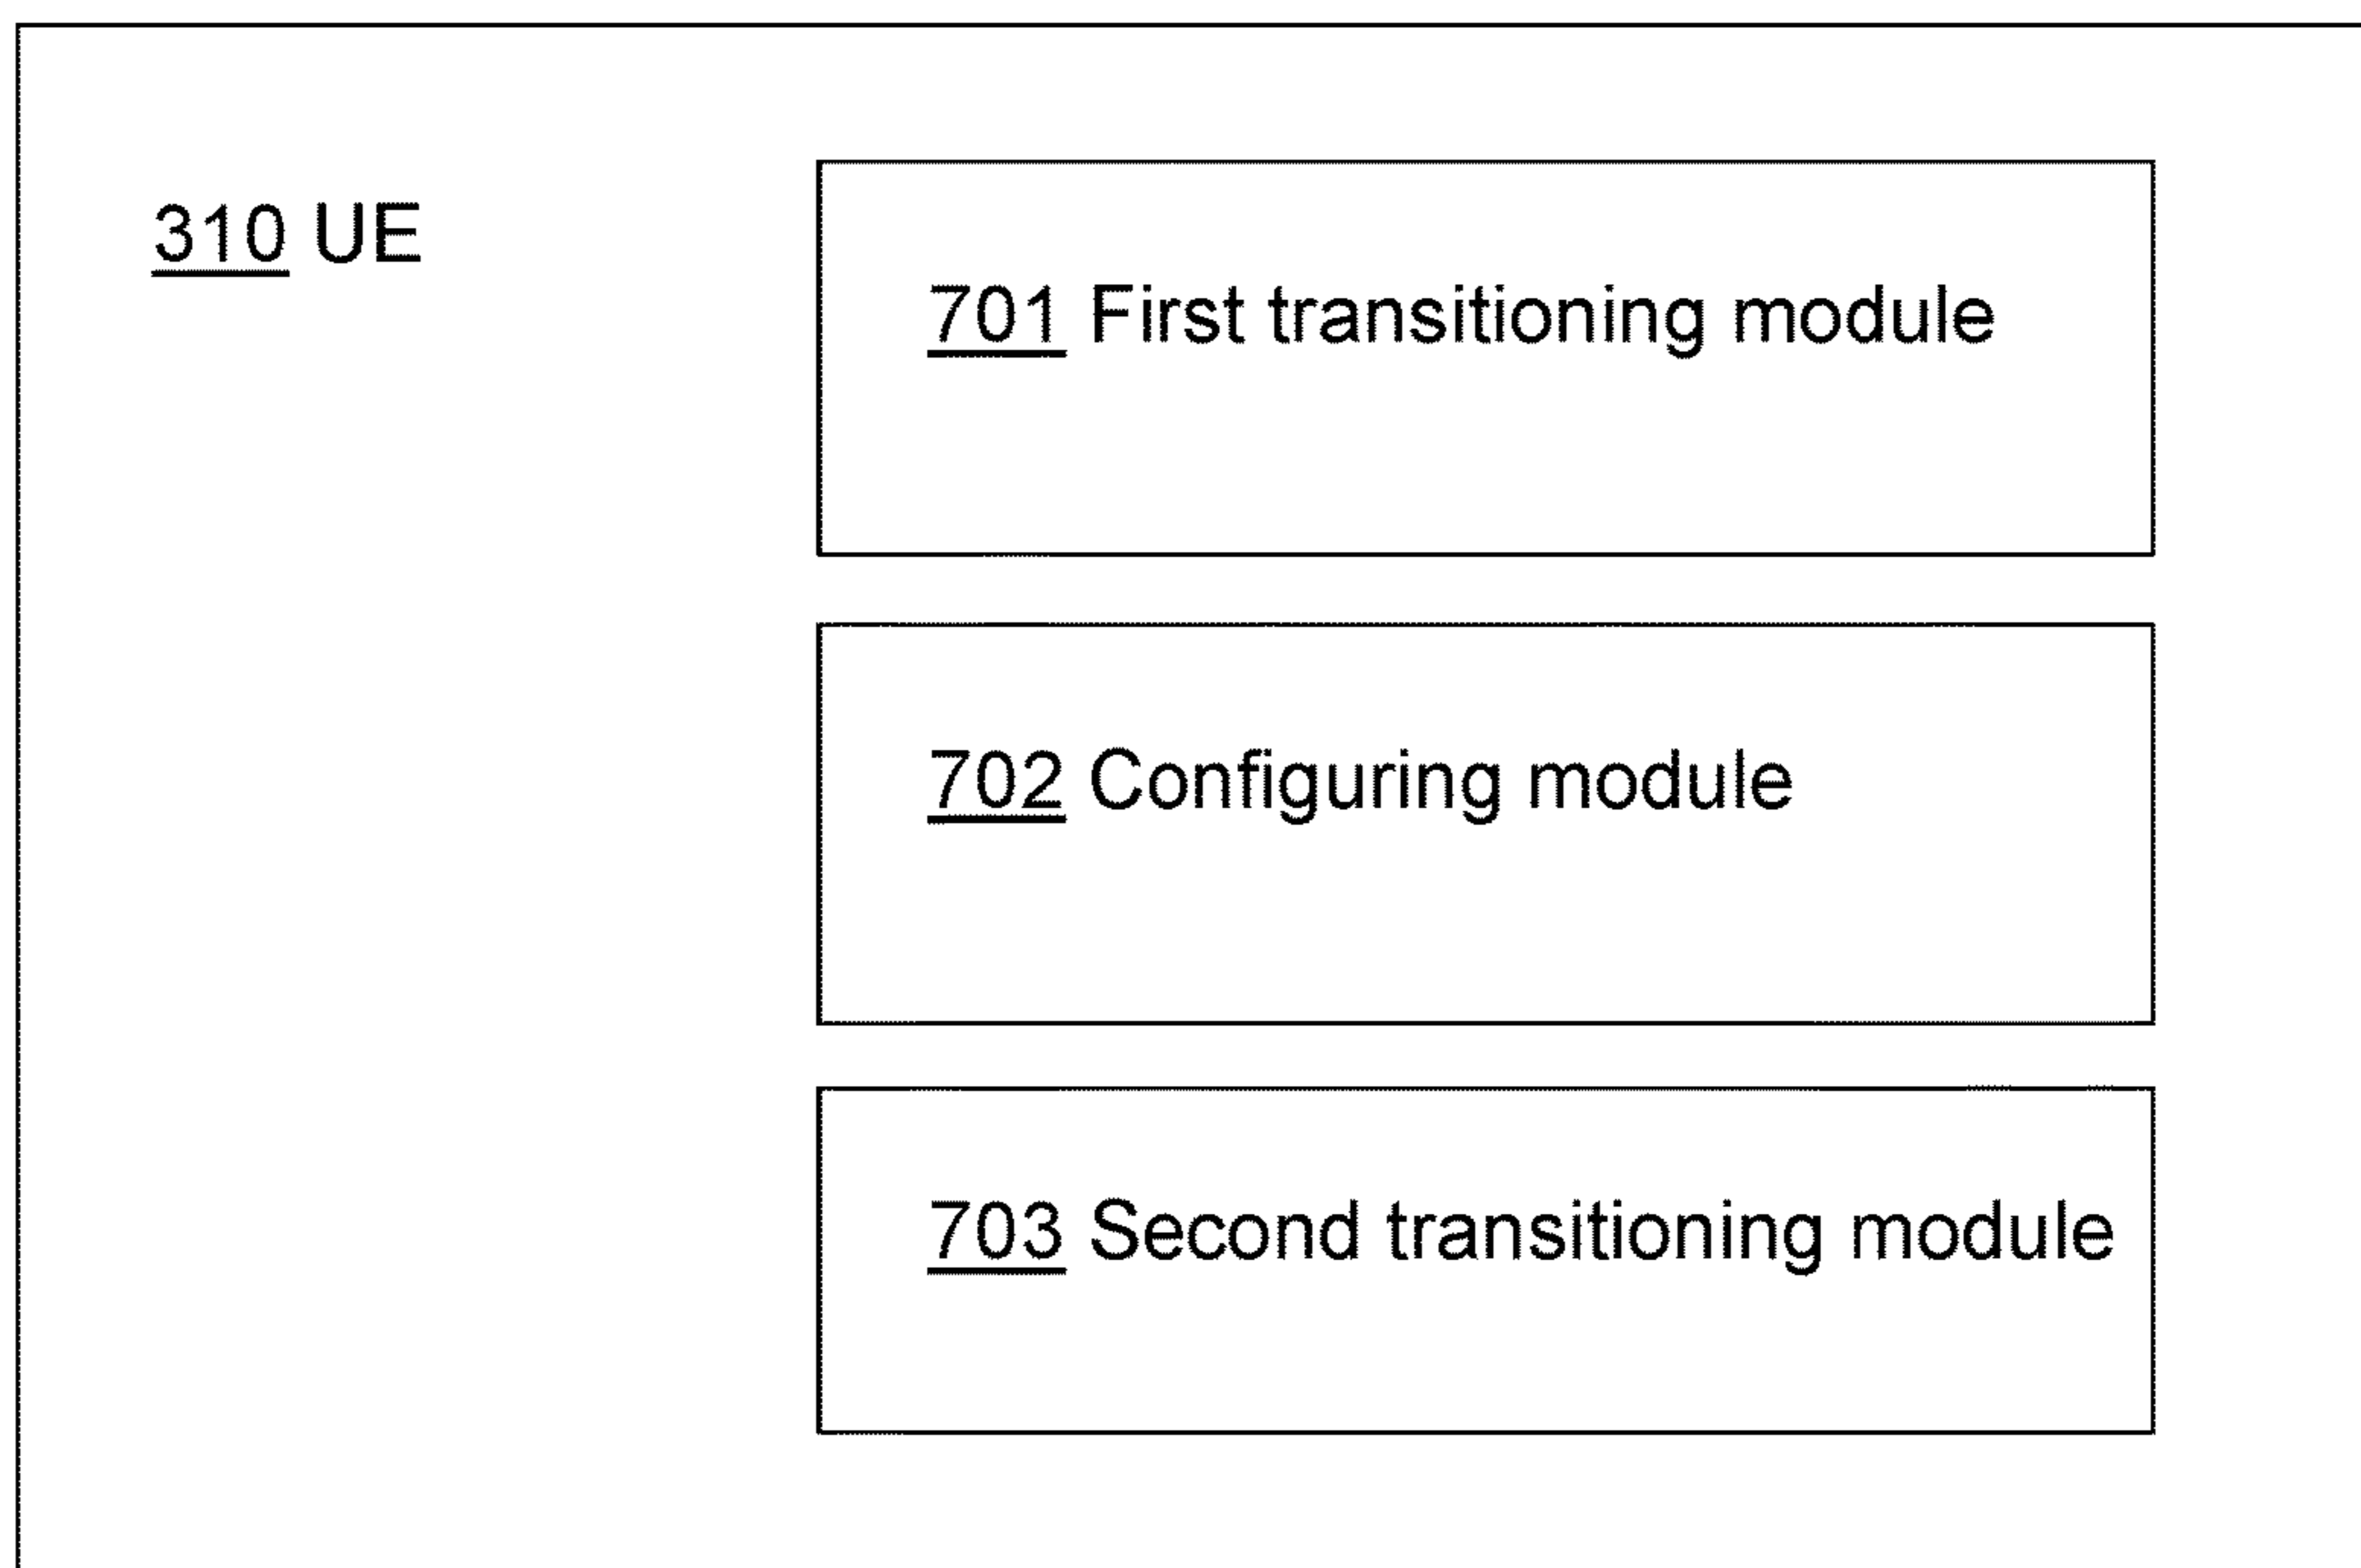 310 UE
701 First transitioning module
702 Configuring module
703 Second transitioning module